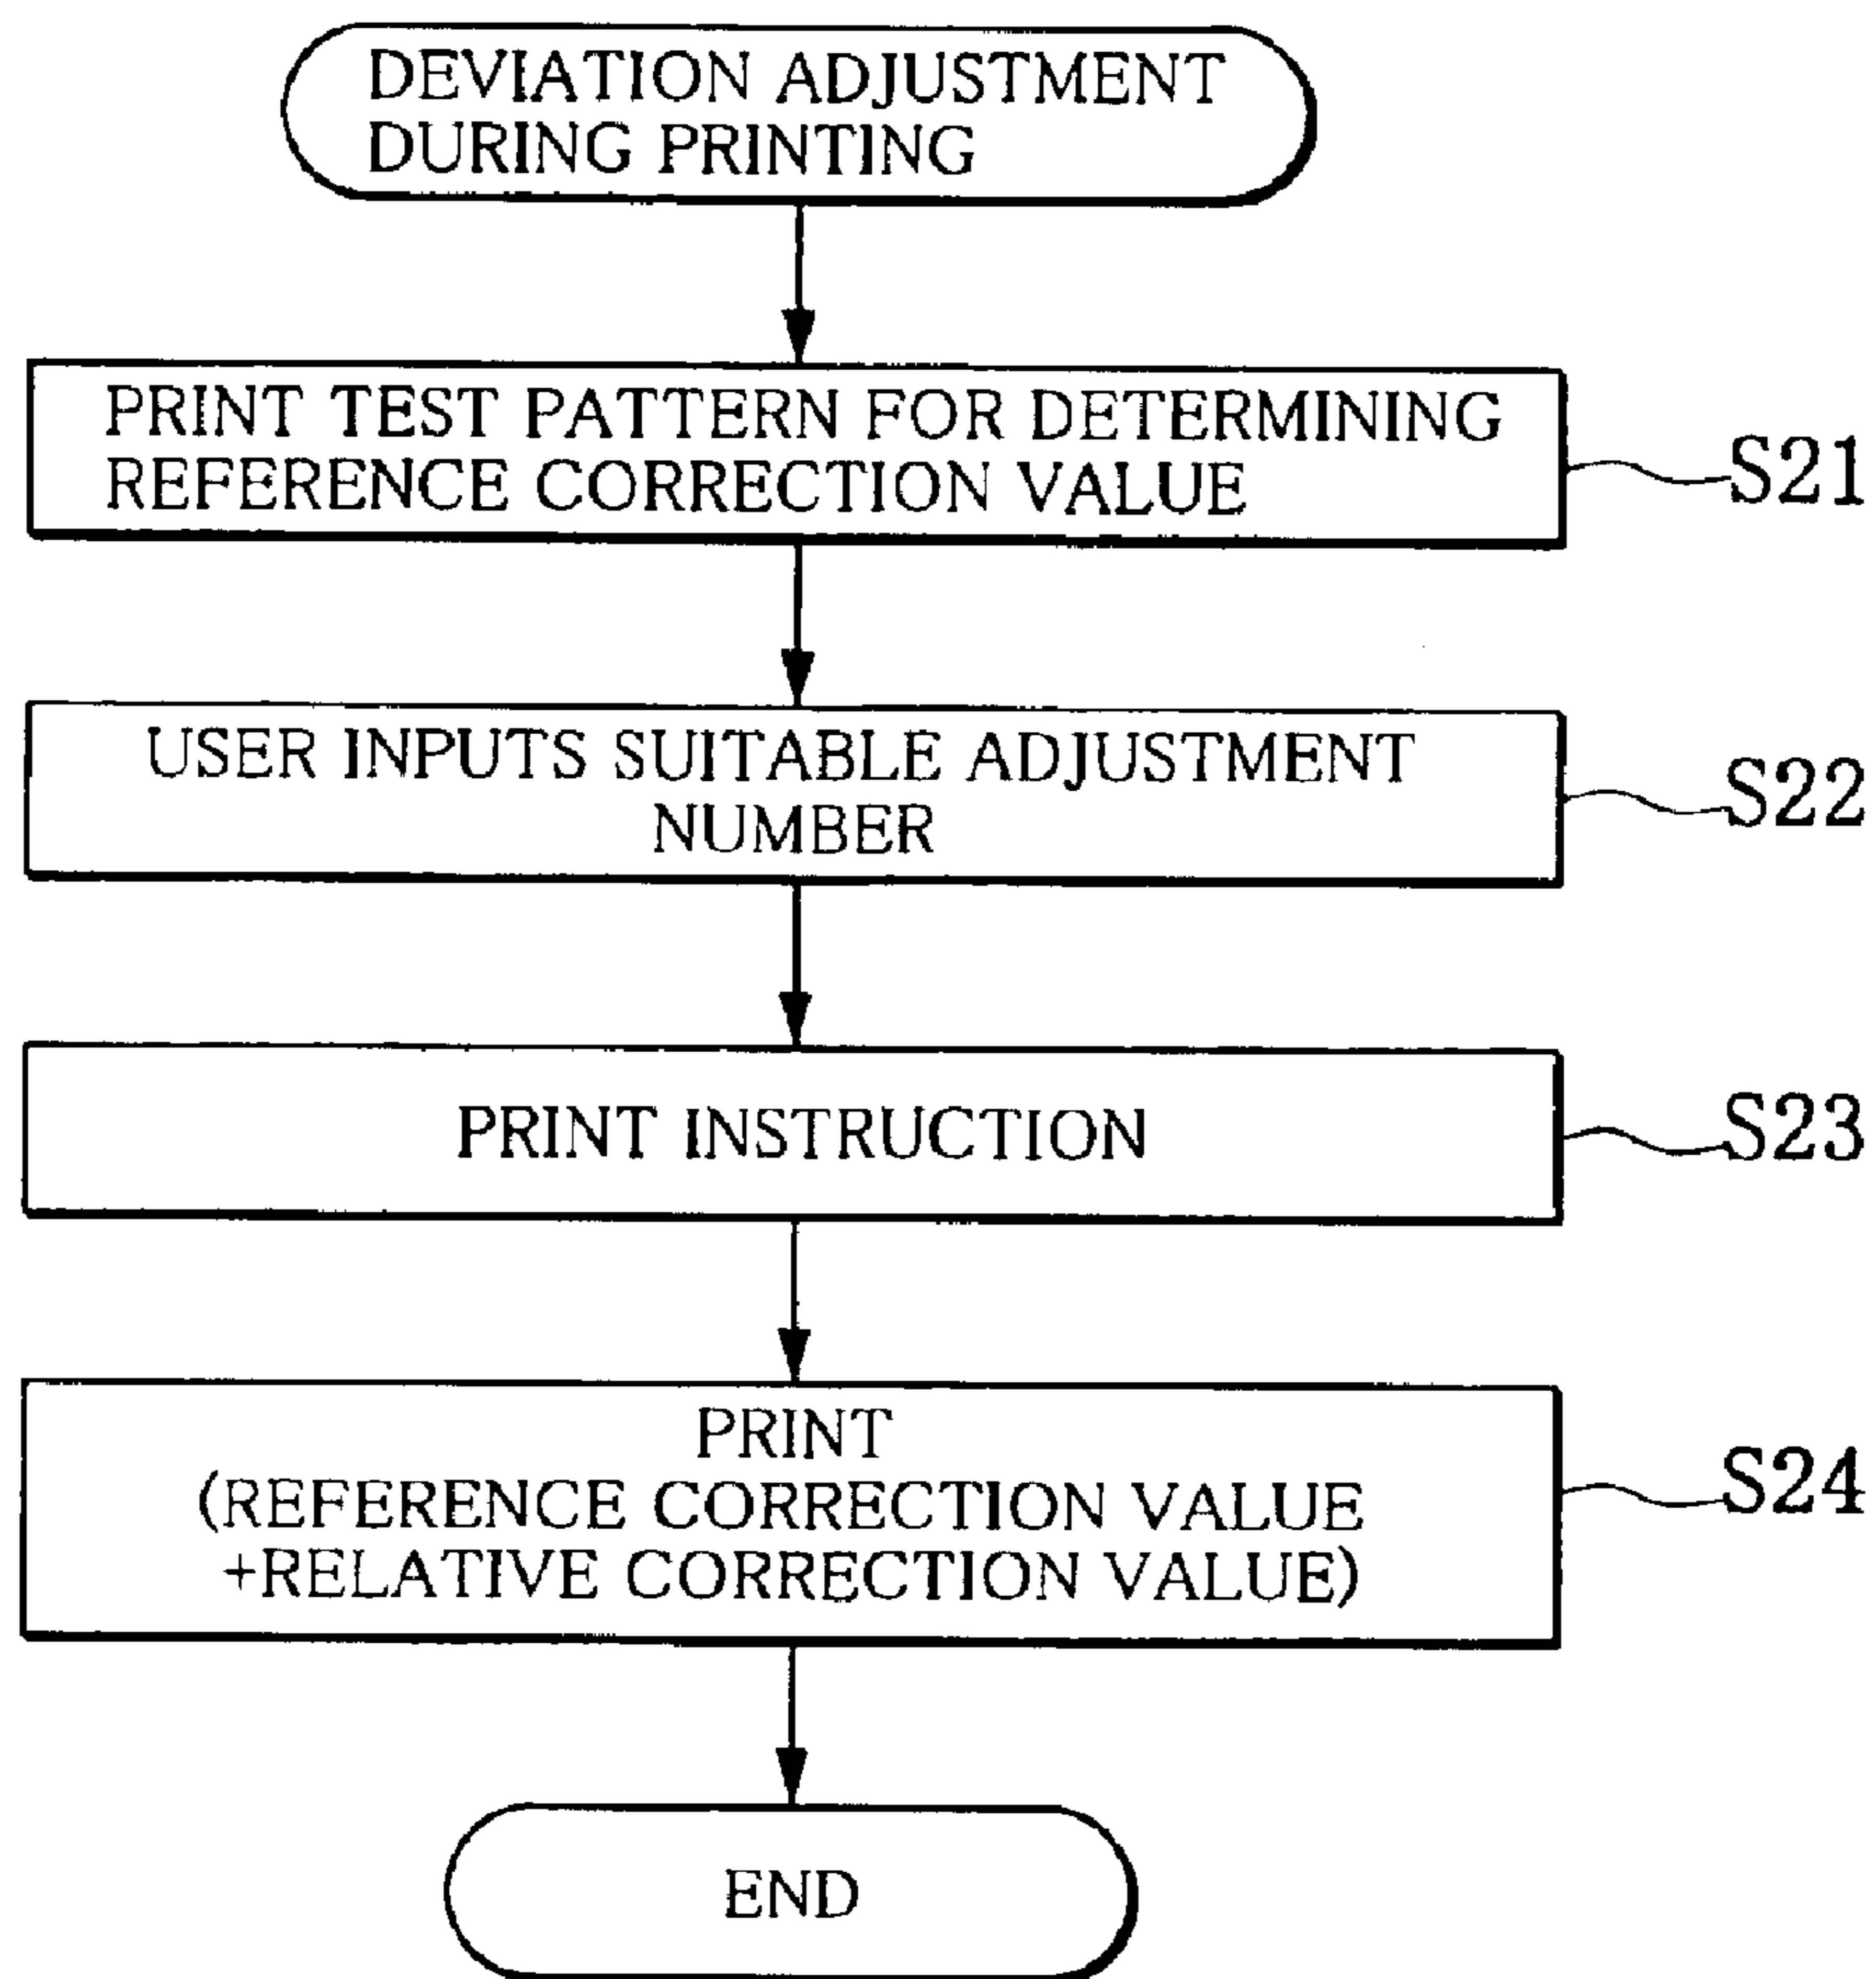 DEVIATION ADJUSTMENT
DURING PRINTING
PRINT TEST PATTERN FOR DETERMINING
REFERENCE CORRECTION VALUE
S21
USER INPUTS SUITABLE ADJUSTMENT
NUMBER
S22
PRINT INSTRUCTION
S23
PRINT
(REFERENCE CORRECTION VALUE
+RELATIVE CORRECTION VALUE)
S24
END